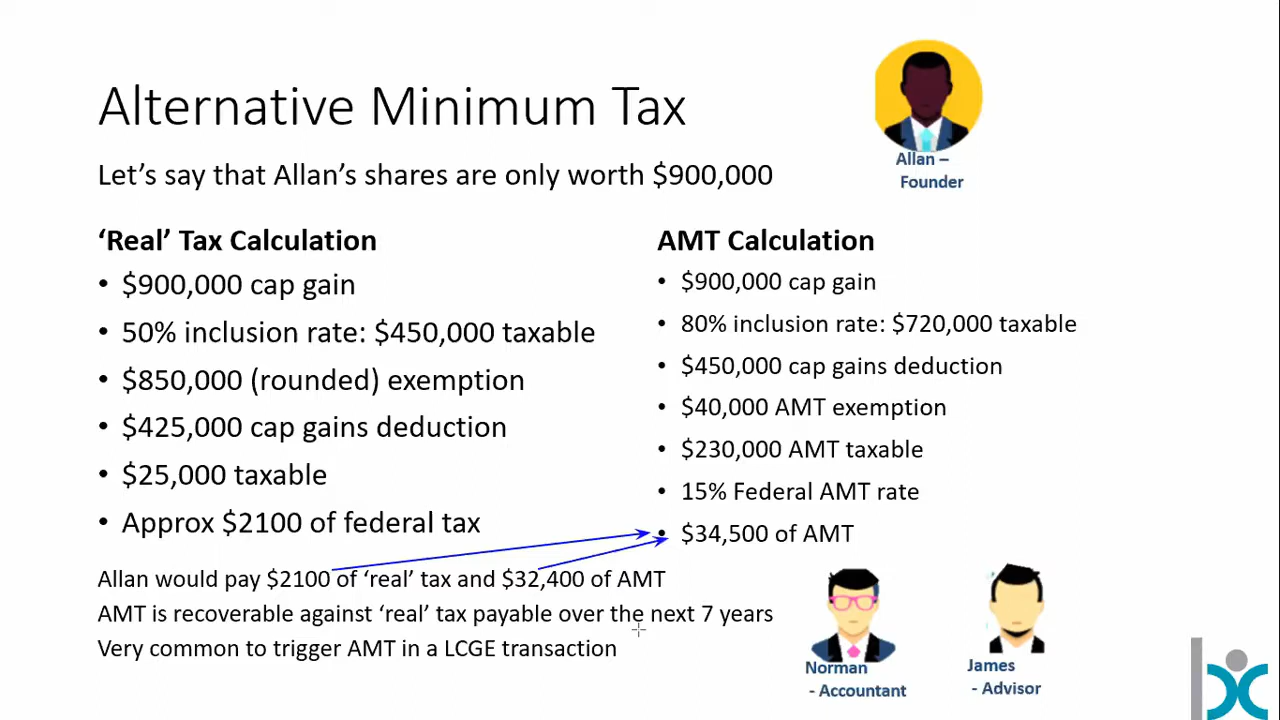 Alternative Minimum Tax
Allan –
Founder
Let’s say that Allan’s shares are only worth $900,000
‘Real’ Tax Calculation
• $900,000 cap gain
• 50% inclusion rate: $450,000 taxable
• $850,000 (rounded) exemption
• $425,000 cap gains deduction
• $25,000 taxable
• Approx $2100 of federal tax
AMT Calculation
• $900,000 cap gain
• 80% inclusion rate: $720,000 taxable
• $450,000 cap gains deduction
• $40,000 AMT exemption
• $230,000 AMT taxable
• 15% Federal AMT rate
• $34,500 of AMT
Allan would pay $2100 of ‘real’ tax and $32,400 of AMT
AMT is recoverable against ‘real’ tax payable over the next 7 years
Very common to trigger AMT in a LCGE transaction
Norman
- Accountant
James
- Advisor